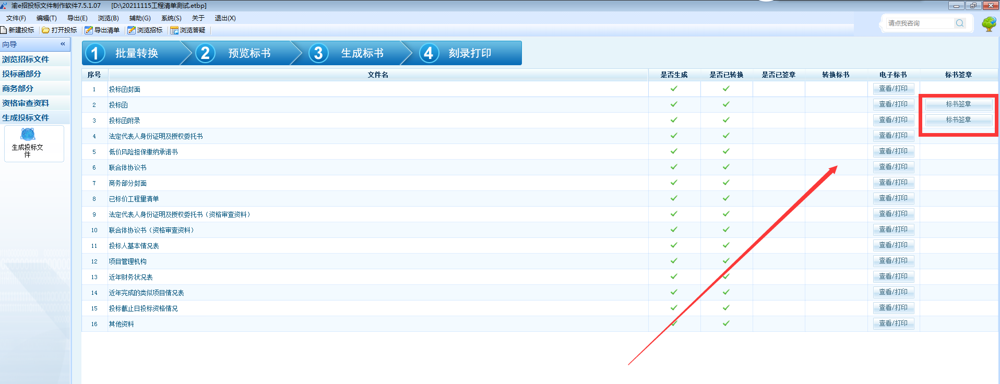 渝e招投标文件制作软件7.5.1.07 [D:\20211115工程清单测试.etbp]
文件(F) 编辑(T) 导出(E) 浏览(B) 辅助(G) 系统(S) 关于 退出(X)
新建投标 打开投标 导出清单 浏览招标 浏览答疑
请点我咨询
向导 «
浏览招标文件
投标函部分
商务部分
资格审查资料
生成投标文件
生成投标文
件
1 批量转换 2 预览标书 3 生成标书 4 刻录打印
序号 文件名 是否生成 是否已转换 是否已签章 转换标书 电子标书 标书签章
1 投标函封面 查看/打印
2 投标函 查看/打印 标书签章
3 投标函附录 查看/打印 标书签章
4 法定代表人身份证明及授权委托书 查看/打印
5 低价风险担保缴纳承诺书 查看/打印
6 联合体协议书 查看/打印
7 商务部分封面 查看/打印
8 已标价工程量清单 查看/打印
9 法定代表人身份证明及授权委托书（资格审查资料） 查看/打印
10 联合体协议书（资格审查资料） 查看/打印
11 投标人基本情况表 查看/打印
12 项目管理机构 查看/打印
13 近年财务状况表 查看/打印
14 近年完成的类似项目情况表 查看/打印
15 投标截止日投标资格情况 查看/打印
16 其他资料 查看/打印